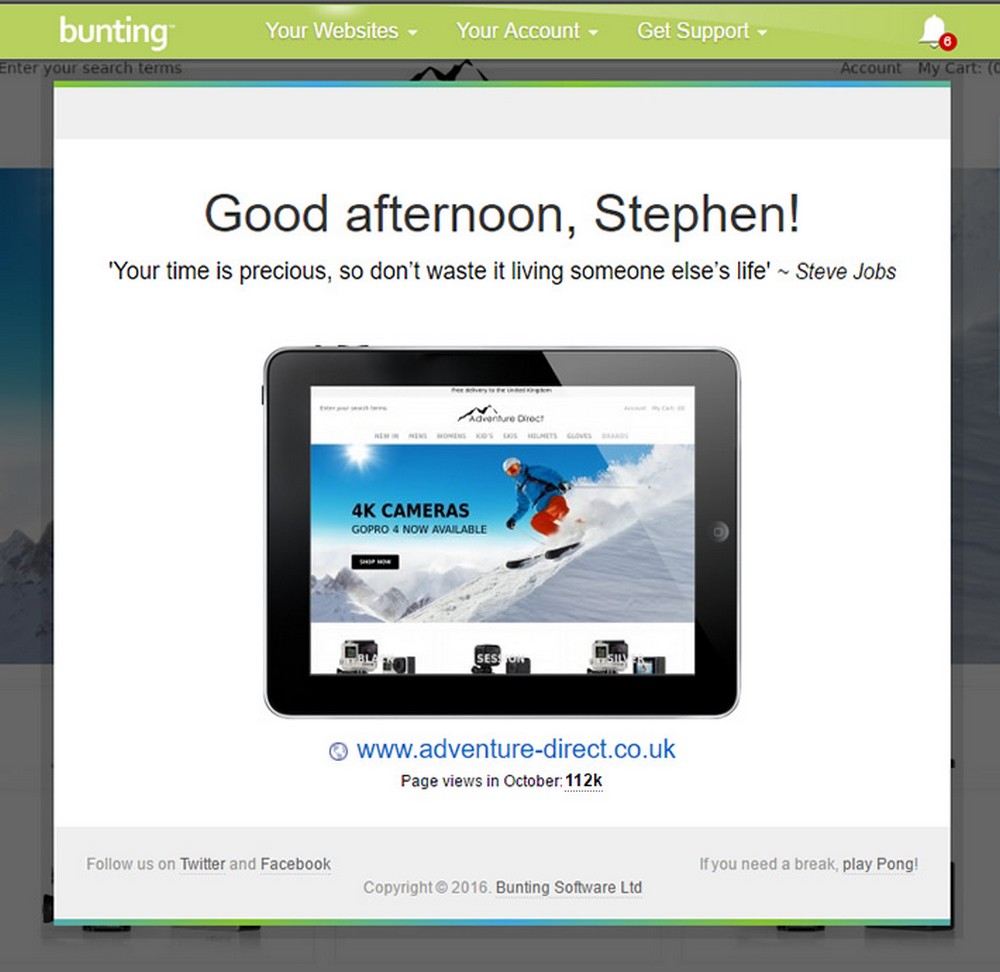 bunting™
Your Websites
Your Account
Get Support
6
Enter your search terms
Account My Cart: (0
Good afternoon, Stephen!
'Your time is precious, so don’t waste it living someone else’s life' ~ Steve Jobs
Free delivery to the United Kingdom
Enter your search terms
Adventure Direct
Account My Cart: (0)
NEW IN MENS WOMENS KID'S SKIS HELMETS GLOVES BRANDS
4K CAMERAS
GOPRO 4 NOW AVAILABLE
SHOP NOW
BLACK
SESSION
SILVER
www.adventure-direct.co.uk
Page views in October: 112k
Follow us on Twitter and Facebook
If you need a break, play Pong!
Copyright © 2016. Bunting Software Ltd